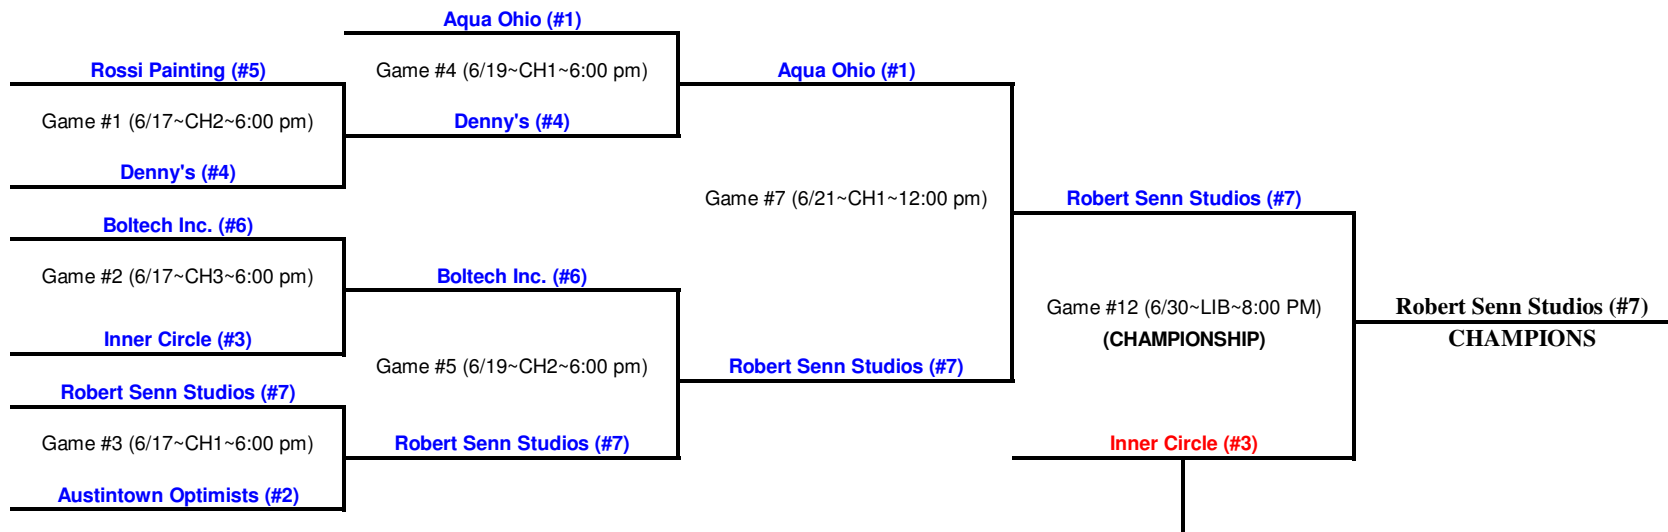 Aqua Ohio (#1)
Rossi Painting (#5)
Game #4 (6/19~CH1~6:00 pm)
Aqua Ohio (#1)
Game #1 (6/17~CH2~6:00 pm)
Denny's (#4)
Denny's (#4)
Game #7 (6/21~CH1~12:00 pm)
Robert Senn Studios (#7)
Boltech Inc. (#6)
Game #2 (6/17~CH3~6:00 pm)
Boltech Inc. (#6)
Game #12 (6/30~LIB~8:00 PM)
(CHAMPIONSHIP)
Robert Senn Studios (#7)
CHAMPIONS
Inner Circle (#3)
Game #5 (6/19~CH2~6:00 pm)
Robert Senn Studios (#7)
Robert Senn Studios (#7)
Game #3 (6/17~CH1~6:00 pm)
Robert Senn Studios (#7)
Inner Circle (#3)
Austintown Optimists (#2)